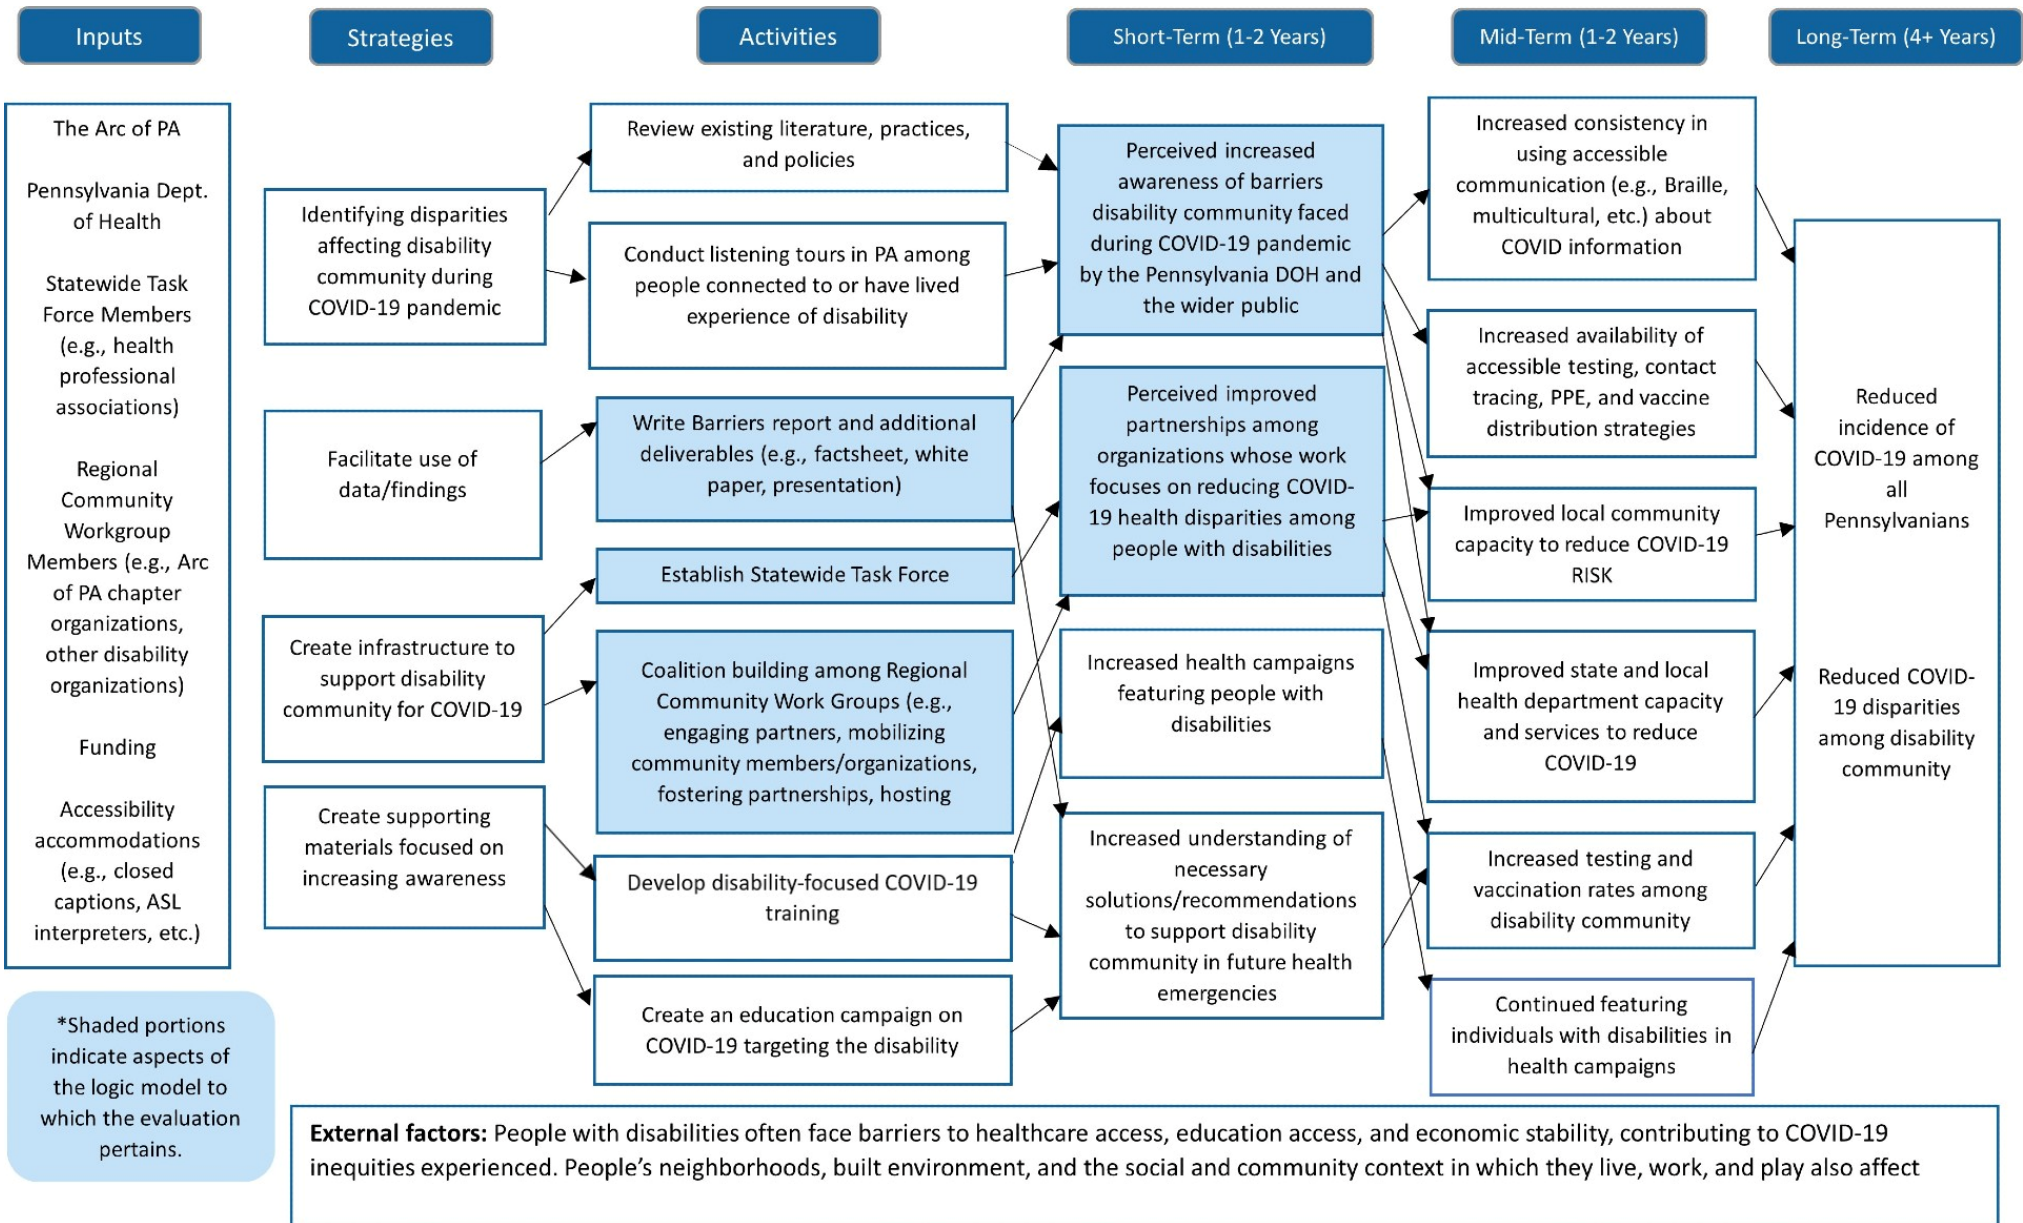 Inputs
Strategies
Activities
Short-Term (1-2 Years)
Mid-Term (1-2 Years)
Long-Term (4+ Years)
The Arc of PA
Pennsylvania Dept.
of Health
Statewide Task
Force Members
(e.g., health
professional
associations)
Regional
Community
Workgroup
Members (e.g., Arc
of PA chapter
organizations,
other disability
organizations)
Funding
Accessibility
accommodations
(e.g., closed
captions, ASL
interpreters, etc.)
*Shaded portions
indicate aspects of
the logic model to
which the evaluation
pertains.
Identifying disparities
affecting disability
community during
COVID-19 pandemic
Facilitate use of
data/findings
Create infrastructure to
support disability
community for COVID-19
Create supporting
materials focused on
increasing awareness
Review existing literature, practices,
and policies
Conduct listening tours in PA among
people connected to or have lived
experience of disability
Write Barriers report and additional
deliverables (e.g., factsheet, white
paper, presentation)
Establish Statewide Task Force
Coalition building among Regional
Community Work Groups (e.g.,
engaging partners, mobilizing
community members/organizations,
fostering partnerships, hosting
Develop disability-focused COVID-19
training
Create an education campaign on
COVID-19 targeting the disability
Perceived increased
awareness of barriers
disability community faced
during COVID-19 pandemic
by the Pennsylvania DOH and
the wider public
Perceived improved
partnerships among
organizations whose work
focuses on reducing COVID-
19 health disparities among
people with disabilities
Increased health campaigns
featuring people with
disabilities
Increased understanding of
necessary
solutions/recommendations
to support disability
community in future health
emergencies
Increased consistency in
using accessible
communication (e.g., Braille,
multicultural, etc.) about
COVID information
Increased availability of
accessible testing, contact
tracing, PPE, and vaccine
distribution strategies
Improved local community
capacity to reduce COVID-19
RISK
Improved state and local
health department capacity
and services to reduce
COVID-19
Increased testing and
vaccination rates among
disability community
Continued featuring
individuals with disabilities in
health campaigns
Reduced
incidence of
COVID-19 among
all
Pennsylvanians
Reduced COVID-
19 disparities
among disability
community
External factors: People with disabilities often face barriers to healthcare access, education access, and economic stability, contributing to COVID-19
inequities experienced. People's neighborhoods, built environment, and the social and community context in which they live, work, and play also affect